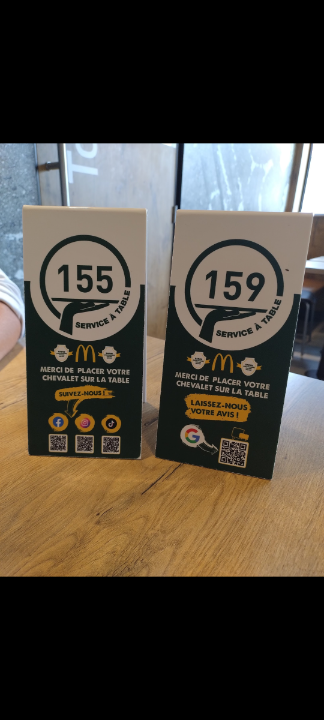 155
SERVICE À TABLE
MERCI DE PLACER VOTRE
CHEVALET SUR LA TABLE
SUIVEZ-NOUS !
159
SERVICE À TABLE
MERCI DE PLACER VOTRE
CHEVALET SUR LA TABLE
LAISSEZ-NOUS
VOTRE AVIS !